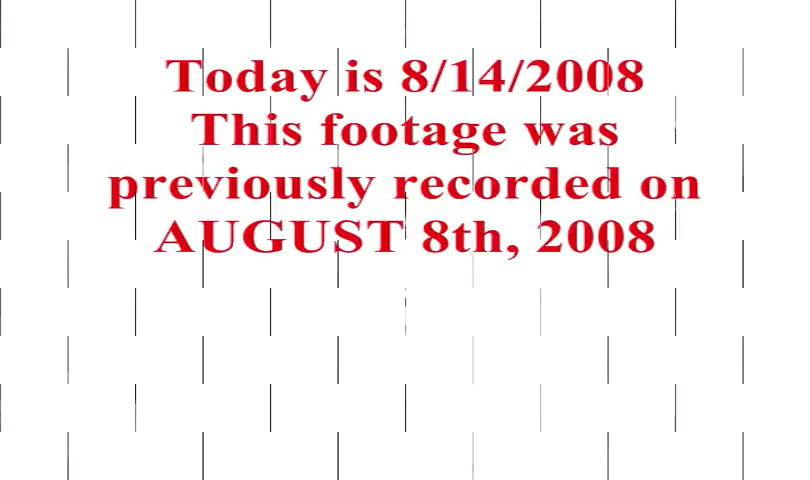 Today is 8/14/2008
This footage was
previously recorded on
AUGUST 8th, 2008